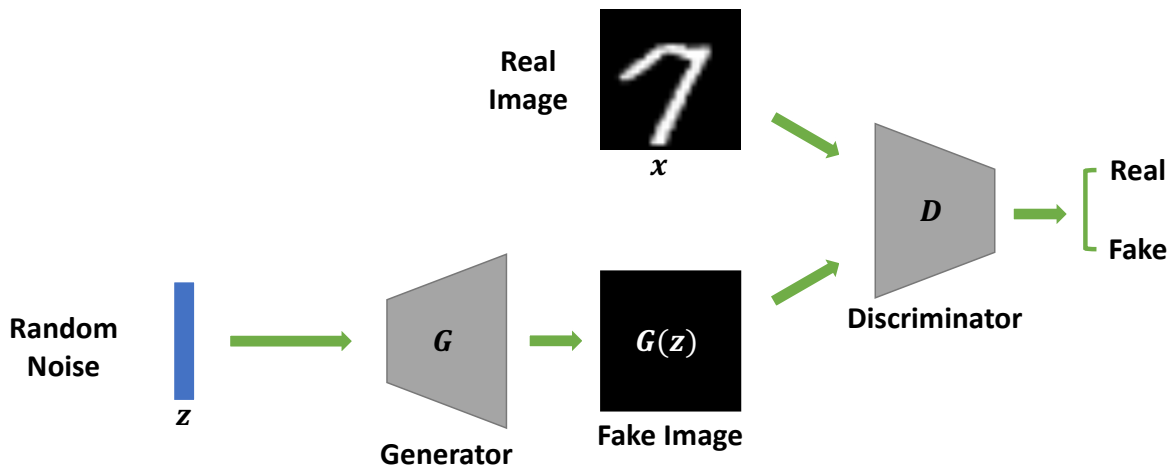 Real
Image
x
Real
D
Fake
Discriminator
Random
Noise
z
G
Generator
G(z)
Fake Image